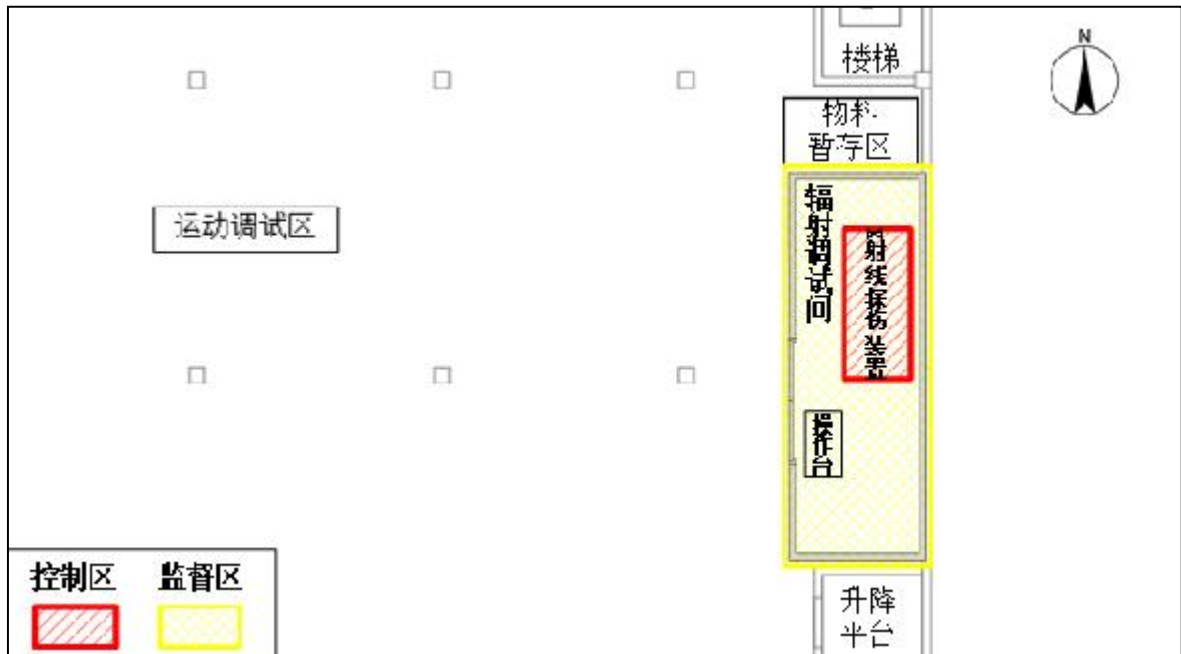 楼梯
N
物料
暂存区
辐射调试间
X射线探伤装置
运动调试区
操作台
控制区 监督区
升降
平台